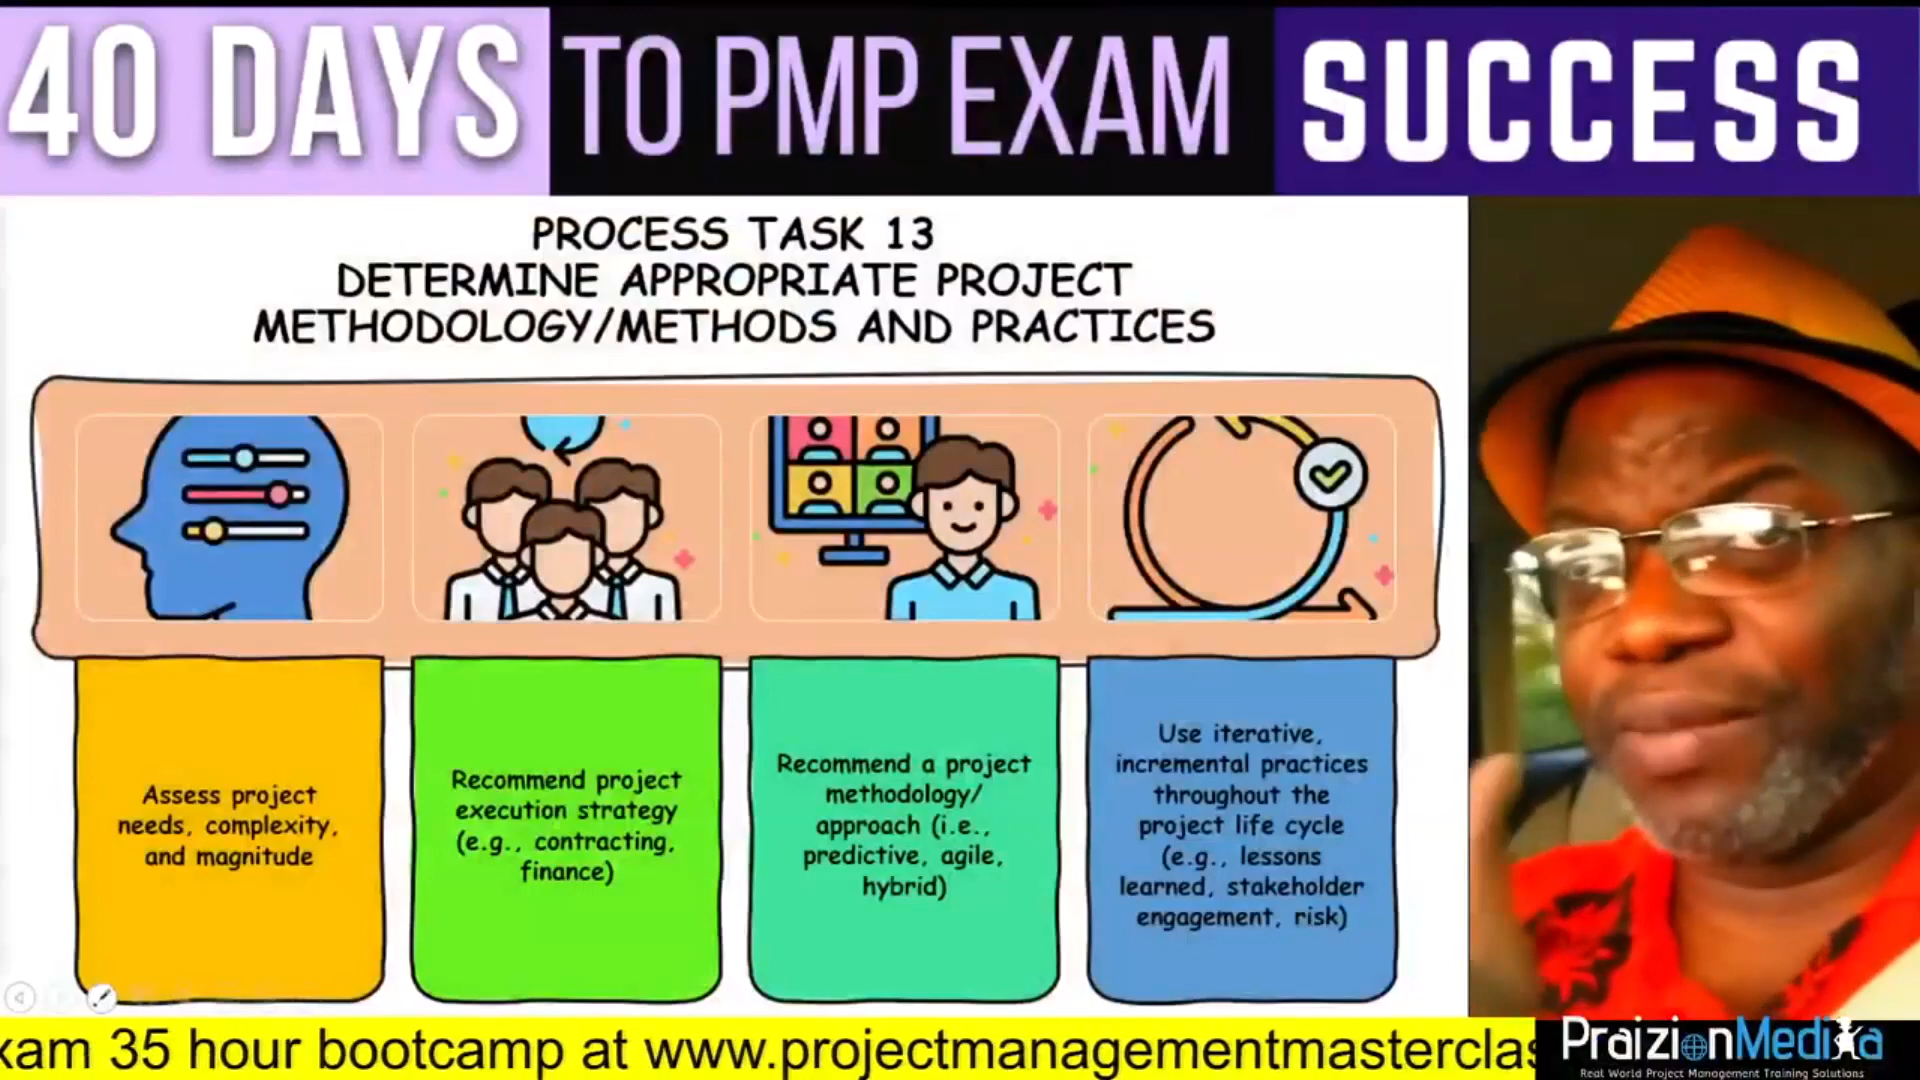 40 DAYS TO PMP EXAM SUCCESS
PROCESS TASK 13
DETERMINE APPROPRIATE PROJECT
METHODOLOGY/METHODS AND PRACTICES
Assess project
needs, complexity,
and magnitude
Recommend project
execution strategy
(e.g., contracting,
finance)
Recommend a project
methodology/
approach (i.e.,
predictive, agile,
hybrid)
Use iterative,
incremental practices
throughout the
project life cycle
(e.g., lessons
learned, stakeholder
engagement, risk)
xam 35 hour bootcamp at www.projectmanagementmasterclas
PraizionMedia
Real World Project Management Training Solutions